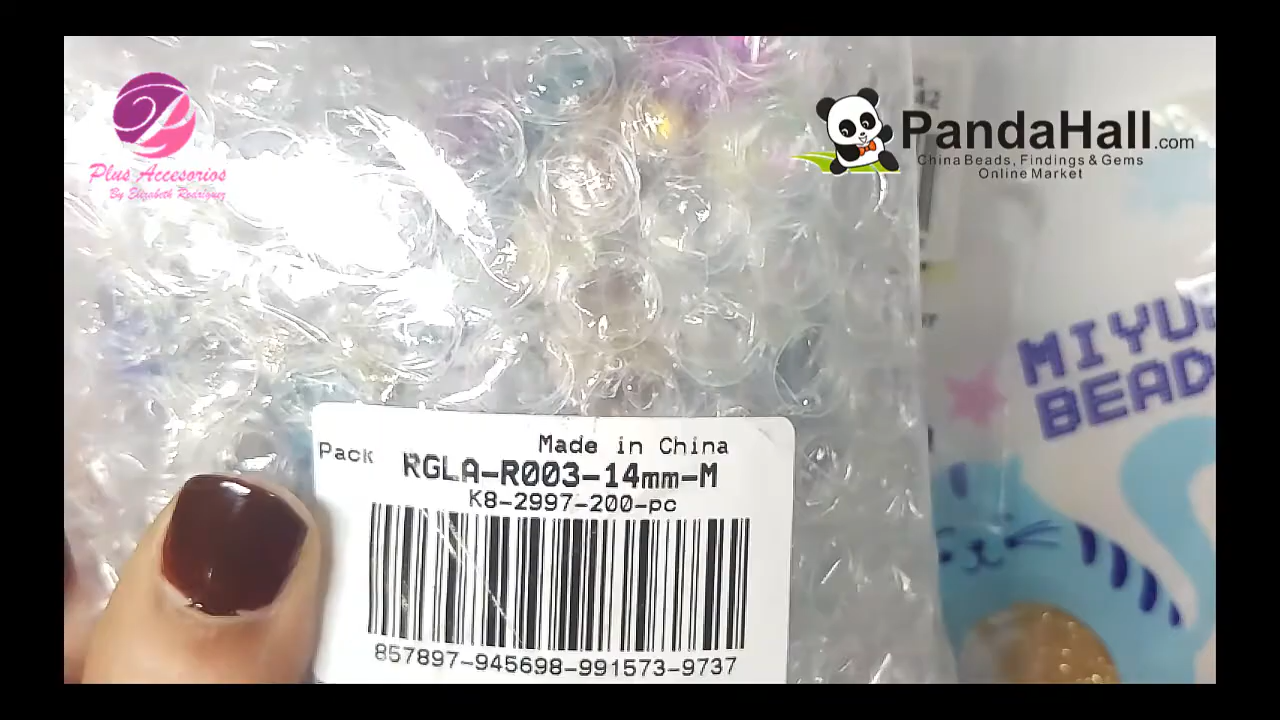 Plus Accesorios
By Elizabeth Rodriguez
PandaHall.com
China Beads, Findings & Gems
Online Market
42
MIYU
BEAD
Made in China
Pack
RGLA-R003-14mm-M
K8-2997-200-pc
857897-945698-991573-9737